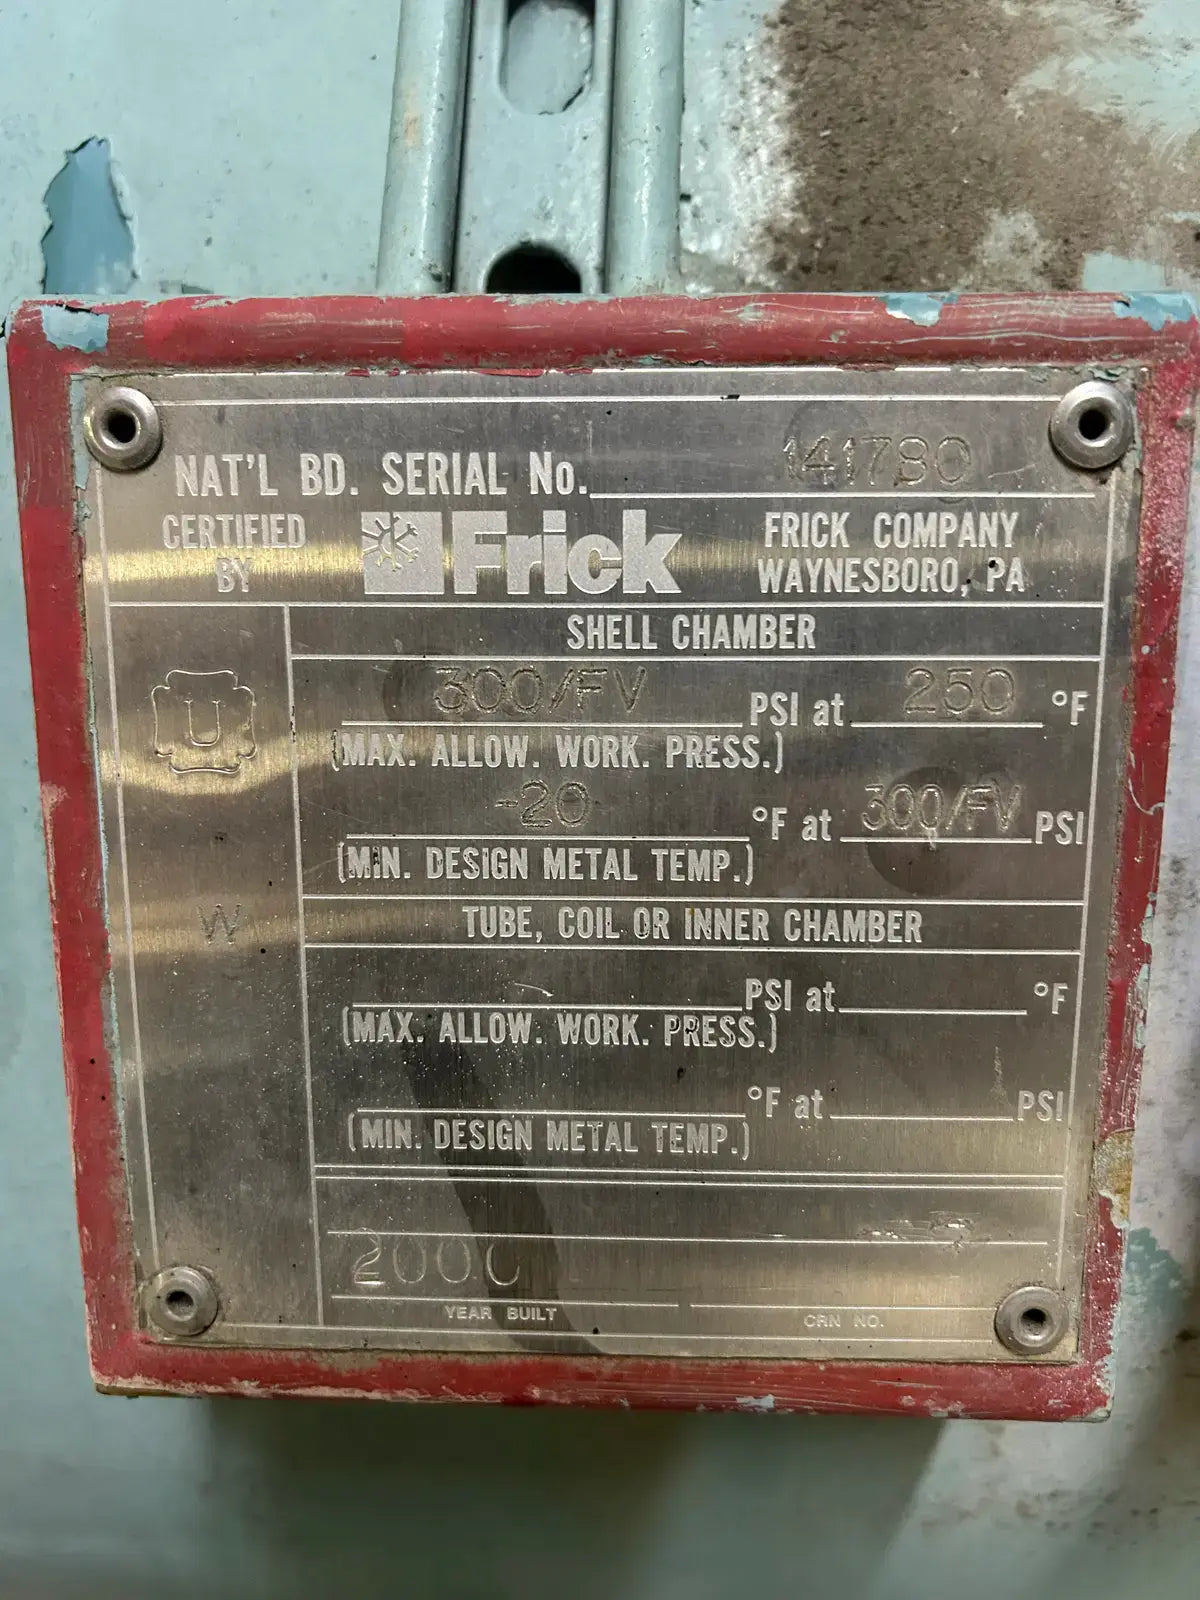 NAT'L BD. SERIAL No. 141780
CERTIFIED BY
Frick
FRICK COMPANY
WAYNESBORO, PA
SHELL CHAMBER
U
300/FV PSI at 250 °F
(MAX. ALLOW. WORK. PRESS.)
-20 °F at 300/FV PSI
(MIN. DESIGN METAL TEMP.)
W
TUBE, COIL OR INNER CHAMBER
PSI at °F
(MAX. ALLOW. WORK. PRESS.)
°F at PSI
(MIN. DESIGN METAL TEMP.)
2000
YEAR BUILT
CRN NO.